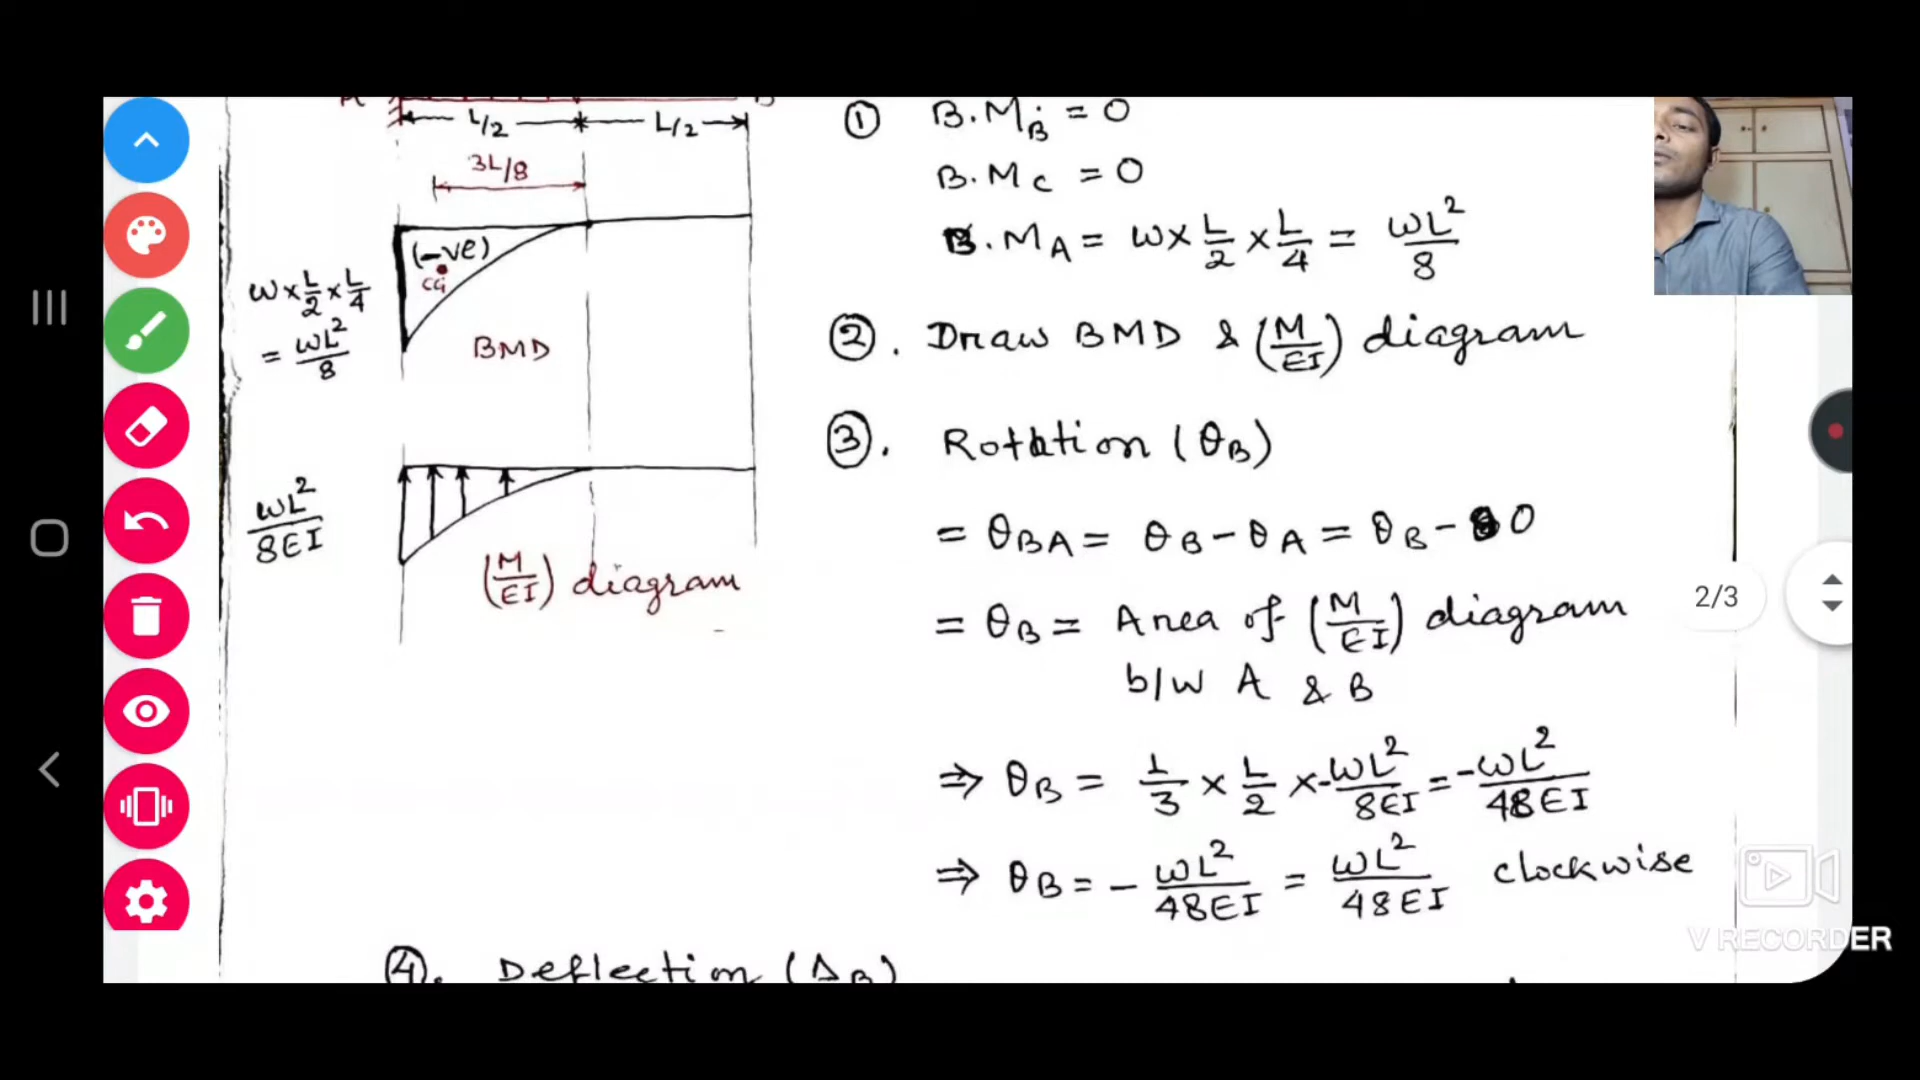 L/2 L/2
3L/8
(-ve)
CG
W × L/2 × L/4
= WL²/8
BMD
WL²/8EI
(M/EI) diagram
① B.M_B = 0
B.M_C = 0
B.M_A = W × L/2 × L/4 = WL²/8
②. Draw BMD & (M/EI) diagram
③. Rotation (θ_B)
= θ_BA = θ_B - θ_A = θ_B - 0
= θ_B = Area of (M/EI) diagram
b/w A & B
⇒ θ_B = 1/3 × L/2 × -WL²/8EI = -WL²/48EI
⇒ θ_B = - WL²/48EI = WL²/48EI clockwise
④. Deflection (Δ_B)
2/3
V RECORDER